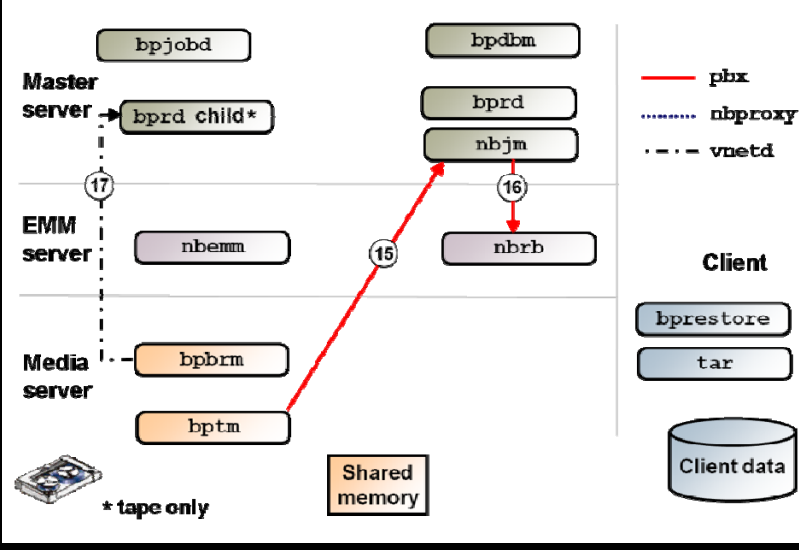 bpjobd
bpdbm
Master
server
bprd child*
bprd
nbjm
pbx
nbproxy
vnetd
17
16
EMM
server
nbemm
15
nbrb
Client
bprestore
tar
Media
server
bpbrm
bptm
Shared
memory
Client data
* tape only